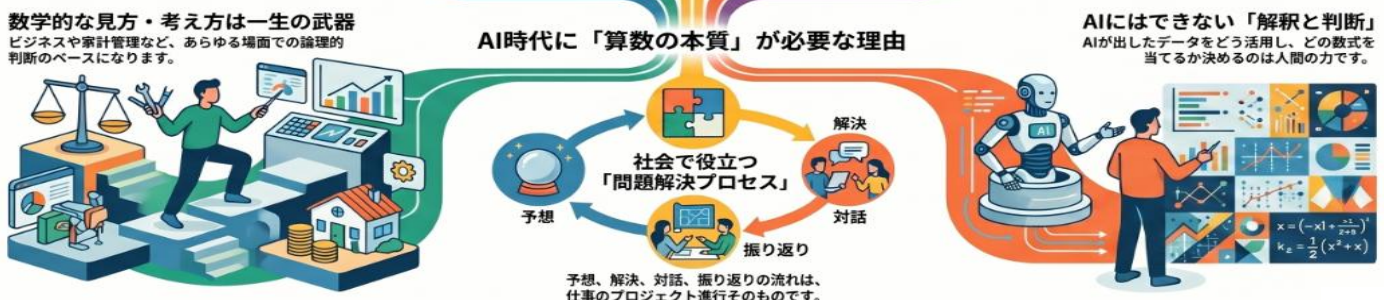 数学的な見方・考え方は一生の武器
ビジネスや家計管理など、あらゆる場面での論理的
判断のベースになります。
AI時代に「算数の本質」が必要な理由
社会で役立つ
「問題解決プロセス」
解決
対話
振り返り
予想
予想、解決、対話、振り返りの流れは、
仕事のプロジェクト進行そのものです。
AIにはできない「解釈と判断」
AIが出したデータをどう活用し、どの数式を
当てるか決めるのは人間の力です。
AI
k₂ = 1/2 (x² + x)